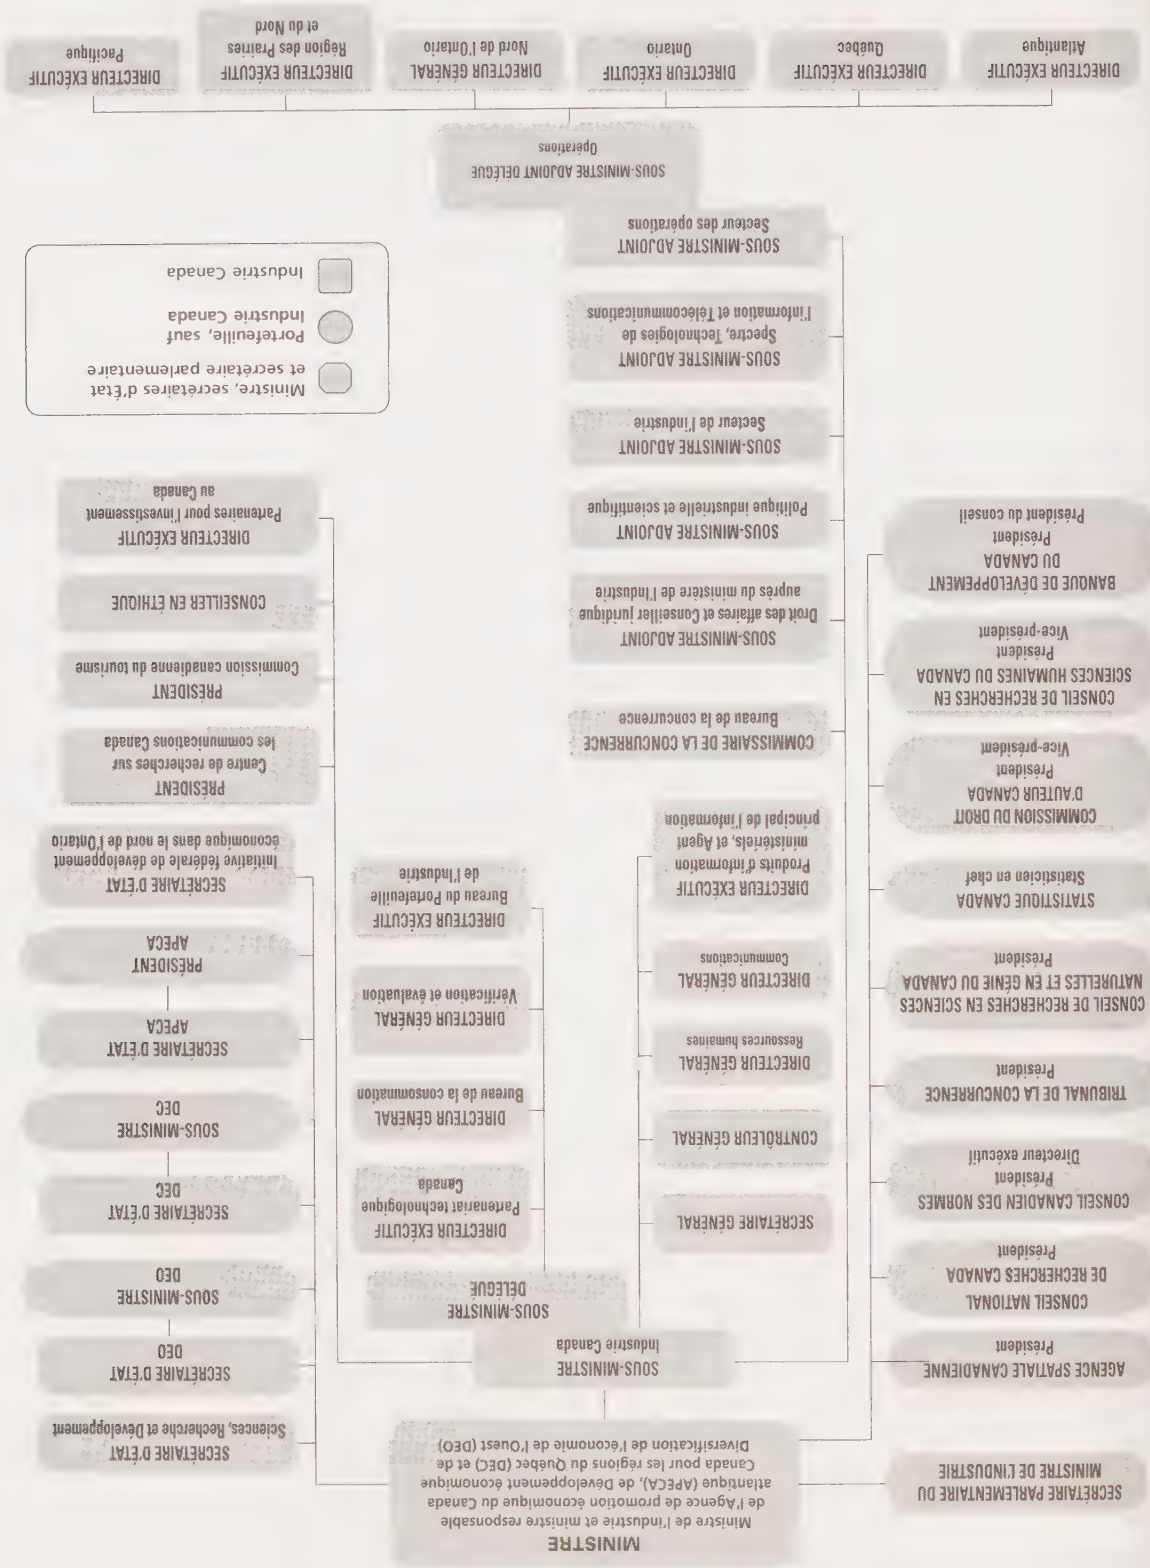 MINISTRE
Ministre de l'Industrie et ministre responsable
de l'Agence de promotion économique du Canada
atlantique (APECA), de Développement économique
Canada pour les régions du Québec (DEC) et de
Diversification de l'économie de l'Ouest (DEO)
SECRÉTAIRE PARLEMENTAIRE DU
MINISTRE DE L'INDUSTRIE
AGENCE SPATIALE CANADIENNE
Président
CONSEIL NATIONAL
DE RECHERCHES CANADA
Président
CONSEIL CANADIEN DES NORMES
Président
Directeur exécutif
TRIBUNAL DE LA CONCURRENCE
Président
CONSEIL DE RECHERCHES EN SCIENCES
NATURELLES ET EN GÉNIE DU CANADA
Président
STATISTIQUE CANADA
Statisticien en chef
COMMISSION DU DROIT
D'AUTEUR CANADA
Président
Vice-président
CONSEIL DE RECHERCHES EN
SCIENCES HUMAINES DU CANADA
Président
Vice-président
BANQUE DE DÉVELOPPEMENT
DU CANADA
Président
Président du conseil
SOUS-MINISTRE
Industrie Canada
SOUS-MINISTRE
DÉLÉGUÉ
SECRÉTAIRE GÉNÉRAL
CONTRÔLEUR GÉNÉRAL
DIRECTEUR GÉNÉRAL
Ressources humaines
DIRECTEUR GÉNÉRAL
Communications
DIRECTEUR EXÉCUTIF
Produits d'information
ministériels, et Agent
principal de l'information
DIRECTEUR EXÉCUTIF
Partenariat technologique
Canada
DIRECTEUR GÉNÉRAL
Bureau de la consommation
DIRECTEUR GÉNÉRAL
Vérification et évaluation
DIRECTEUR EXÉCUTIF
Bureau du Portefeuille
de l'Industrie
SECRÉTAIRE D'ÉTAT
Sciences, Recherche et Développement
SECRÉTAIRE D'ÉTAT
DEO
SOUS-MINISTRE
DEO
SECRÉTAIRE D'ÉTAT
DEC
SOUS-MINISTRE
DEC
SECRÉTAIRE D'ÉTAT
APECA
PRÉSIDENT
APECA
SECRÉTAIRE D'ÉTAT
Initiative fédérale de développement
économique dans le nord de l'Ontario
PRÉSIDENT
Centre de recherches sur
les communications Canada
PRÉSIDENT
Commission canadienne du tourisme
CONSEILLER EN ÉTHIQUE
DIRECTEUR EXÉCUTIF
Partenaires pour l'investissement
au Canada
COMMISSAIRE DE LA CONCURRENCE
Bureau de la concurrence
SOUS-MINISTRE ADJOINT
Droit des affaires et Conseiller juridique
auprès du ministère de l'Industrie
SOUS-MINISTRE ADJOINT
Politique industrielle et scientifique
SOUS-MINISTRE ADJOINT
Secteur de l'industrie
SOUS-MINISTRE ADJOINT
Spectre, Technologies de
l'information et Télécommunications
SOUS-MINISTRE ADJOINT
Secteur des opérations
Ministre, secrétaires d'État
et secrétaire parlementaire
Portefeuille, sauf
Industrie Canada
Industrie Canada
SOUS-MINISTRE ADJOINT DÉLÉGUÉ
Opérations
DIRECTEUR EXÉCUTIF
Atlantique
DIRECTEUR EXÉCUTIF
Québec
DIRECTEUR EXÉCUTIF
Ontario
DIRECTEUR GÉNÉRAL
Nord de l'Ontario
DIRECTEUR EXÉCUTIF
Région des Prairies
et du Nord
DIRECTEUR EXÉCUTIF
Pacifique